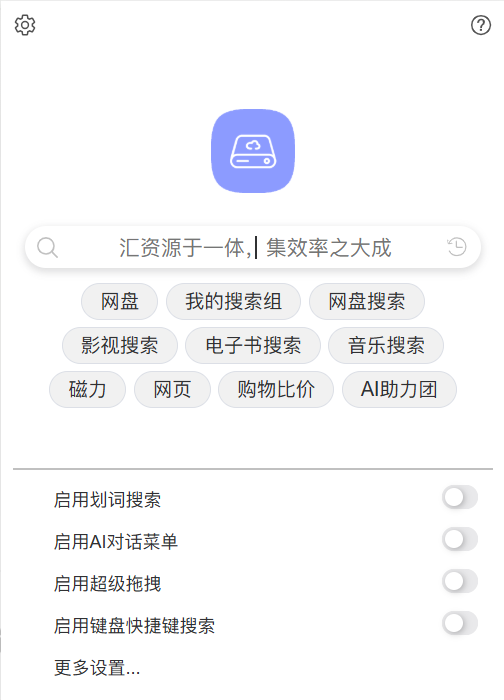 汇资源于一体, 集效率之大成
网盘 我的搜索组 网盘搜索
影视搜索 电子书搜索 音乐搜索
磁力 网页 购物比价 AI助力团
启用划词搜索
启用AI对话菜单
启用超级拖拽
启用键盘快捷键搜索
更多设置...